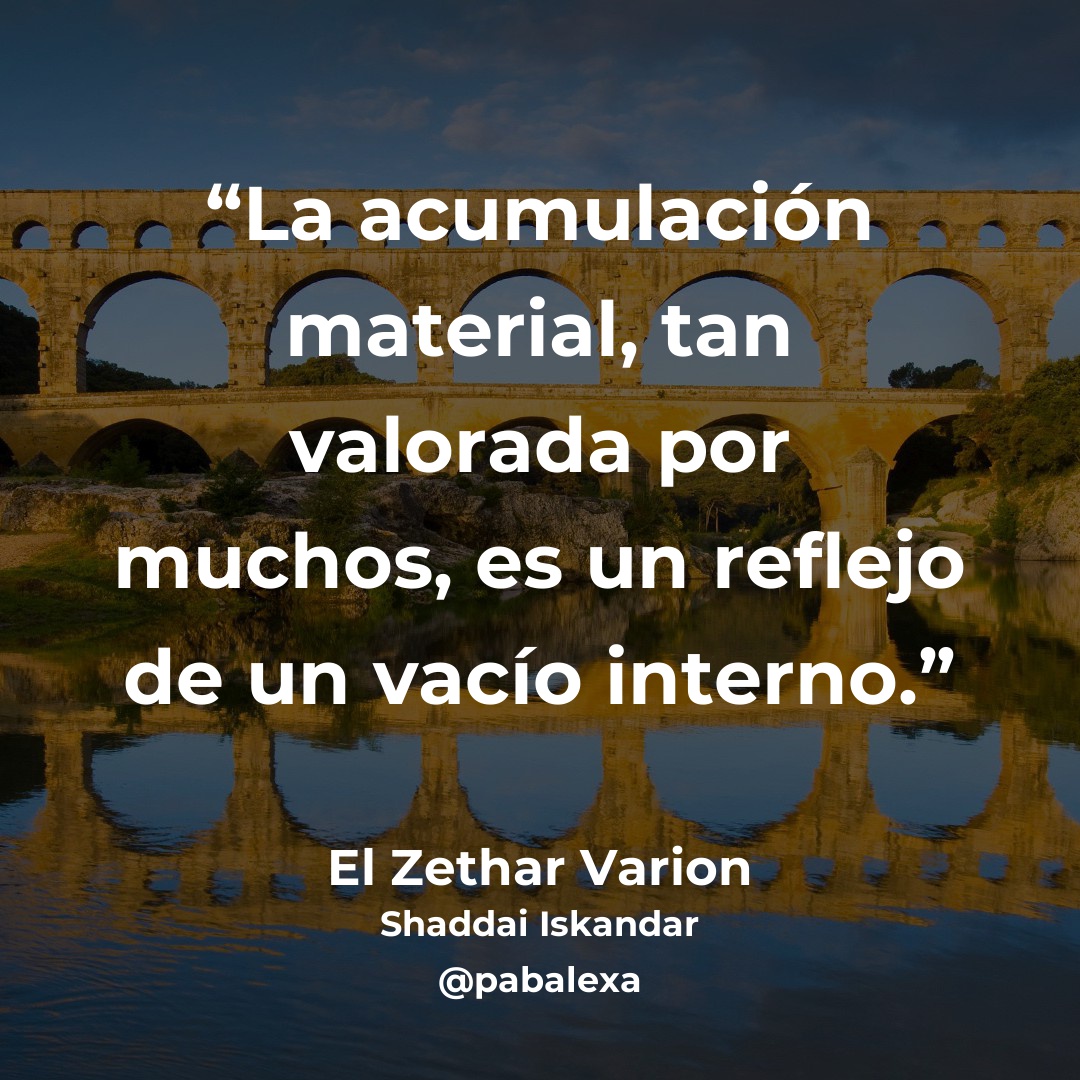 “La acumulación
material, tan
valorada por
muchos, es un reflejo
de un vacío interno.”
El Zethar Varion
Shaddai Iskandar
@pabalexa